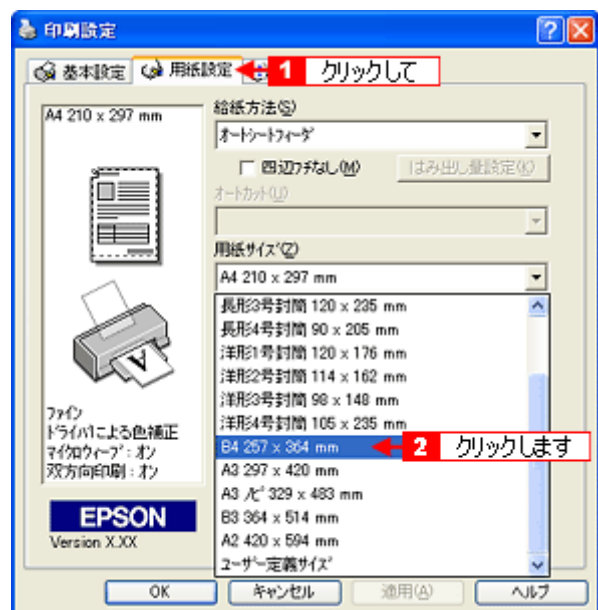 印刷設定
基本設定 用紙設定 1 クリックして
A4 210 x 297 mm
給紙方法(S)
オートシートフィーダ
四辺フチなし(M) はみ出し量設定(K)
オートカット(U)
用紙サイズ(Z)
A4 210 x 297 mm
長形3号封筒 120 x 235 mm
長形4号封筒 90 x 205 mm
洋形1号封筒 120 x 176 mm
洋形2号封筒 114 x 162 mm
洋形3号封筒 98 x 148 mm
洋形4号封筒 105 x 235 mm
B4 257 x 364 mm 2 クリックします
A3 297 x 420 mm
A3 ノビ 329 x 483 mm
B3 364 x 514 mm
A2 420 x 594 mm
ユーザー定義サイズ
ファイン
ドライバによる色補正
マイクロウィーブ : オン
双方向印刷 : オン
EPSON
Version X.XX
OK キャンセル 適用(A) ヘルプ